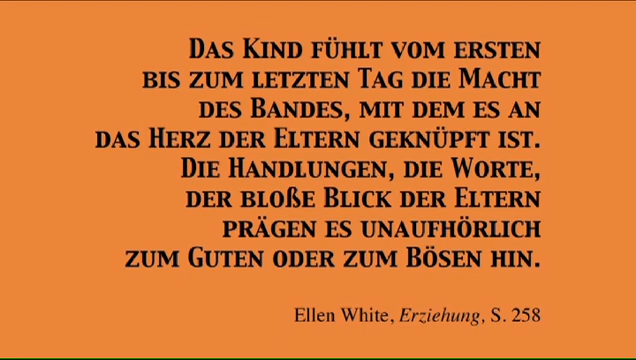 Das Kind fühlt vom ersten
bis zum letzten Tag die Macht
des Bandes, mit dem es an
das Herz der Eltern geknüpft ist.
Die Handlungen, die Worte,
der bloße Blick der Eltern
prägen es unaufhörlich
zum Guten oder zum Bösen hin.
Ellen White, Erziehung, S. 258